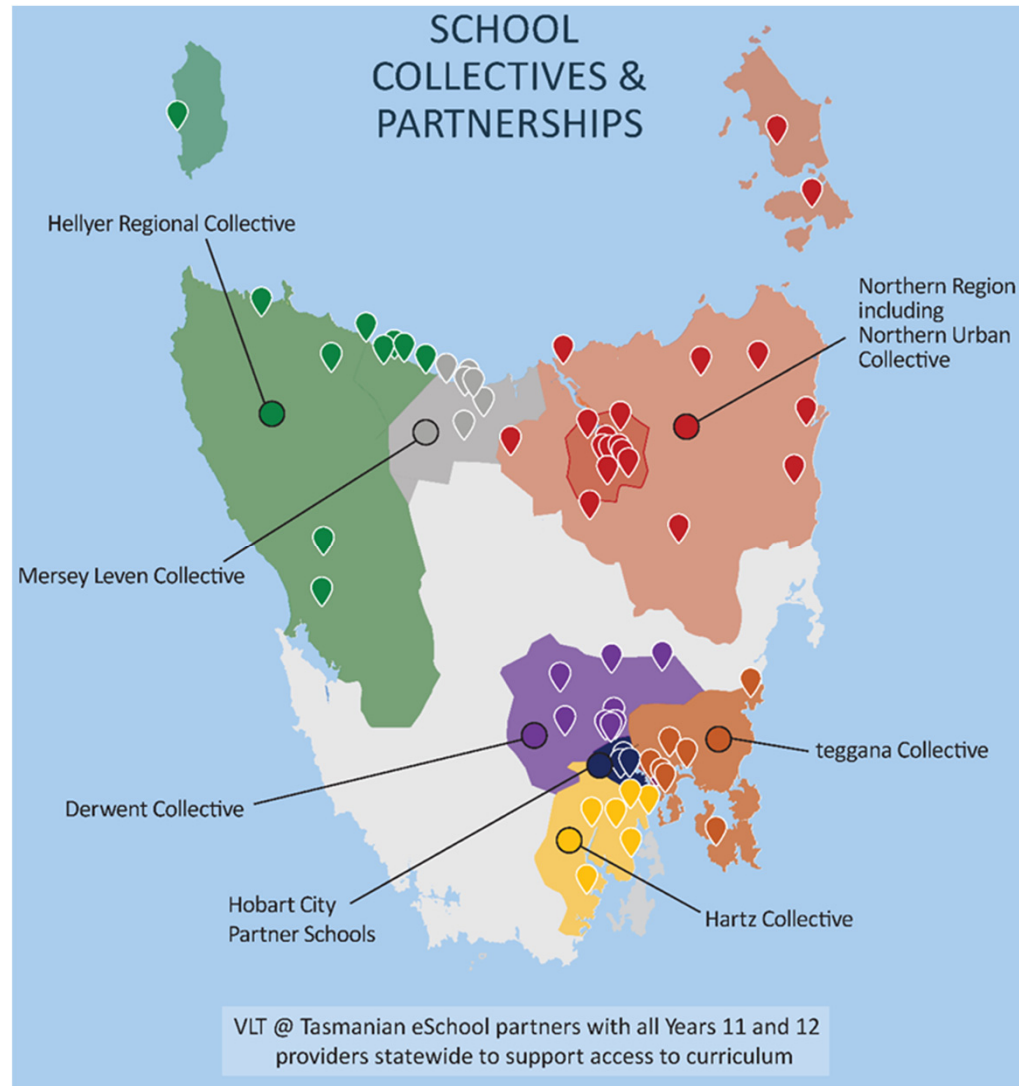 SCHOOL
COLLECTIVES &
PARTNERSHIPS
Hellyer Regional Collective
Northern Region
including
Northern Urban
Collective
Mersey Leven Collective
teggana Collective
Derwent Collective
Hobart City
Partner Schools
Hartz Collective
VLT @ Tasmanian eSchool partners with all Years 11 and 12
providers statewide to support access to curriculum